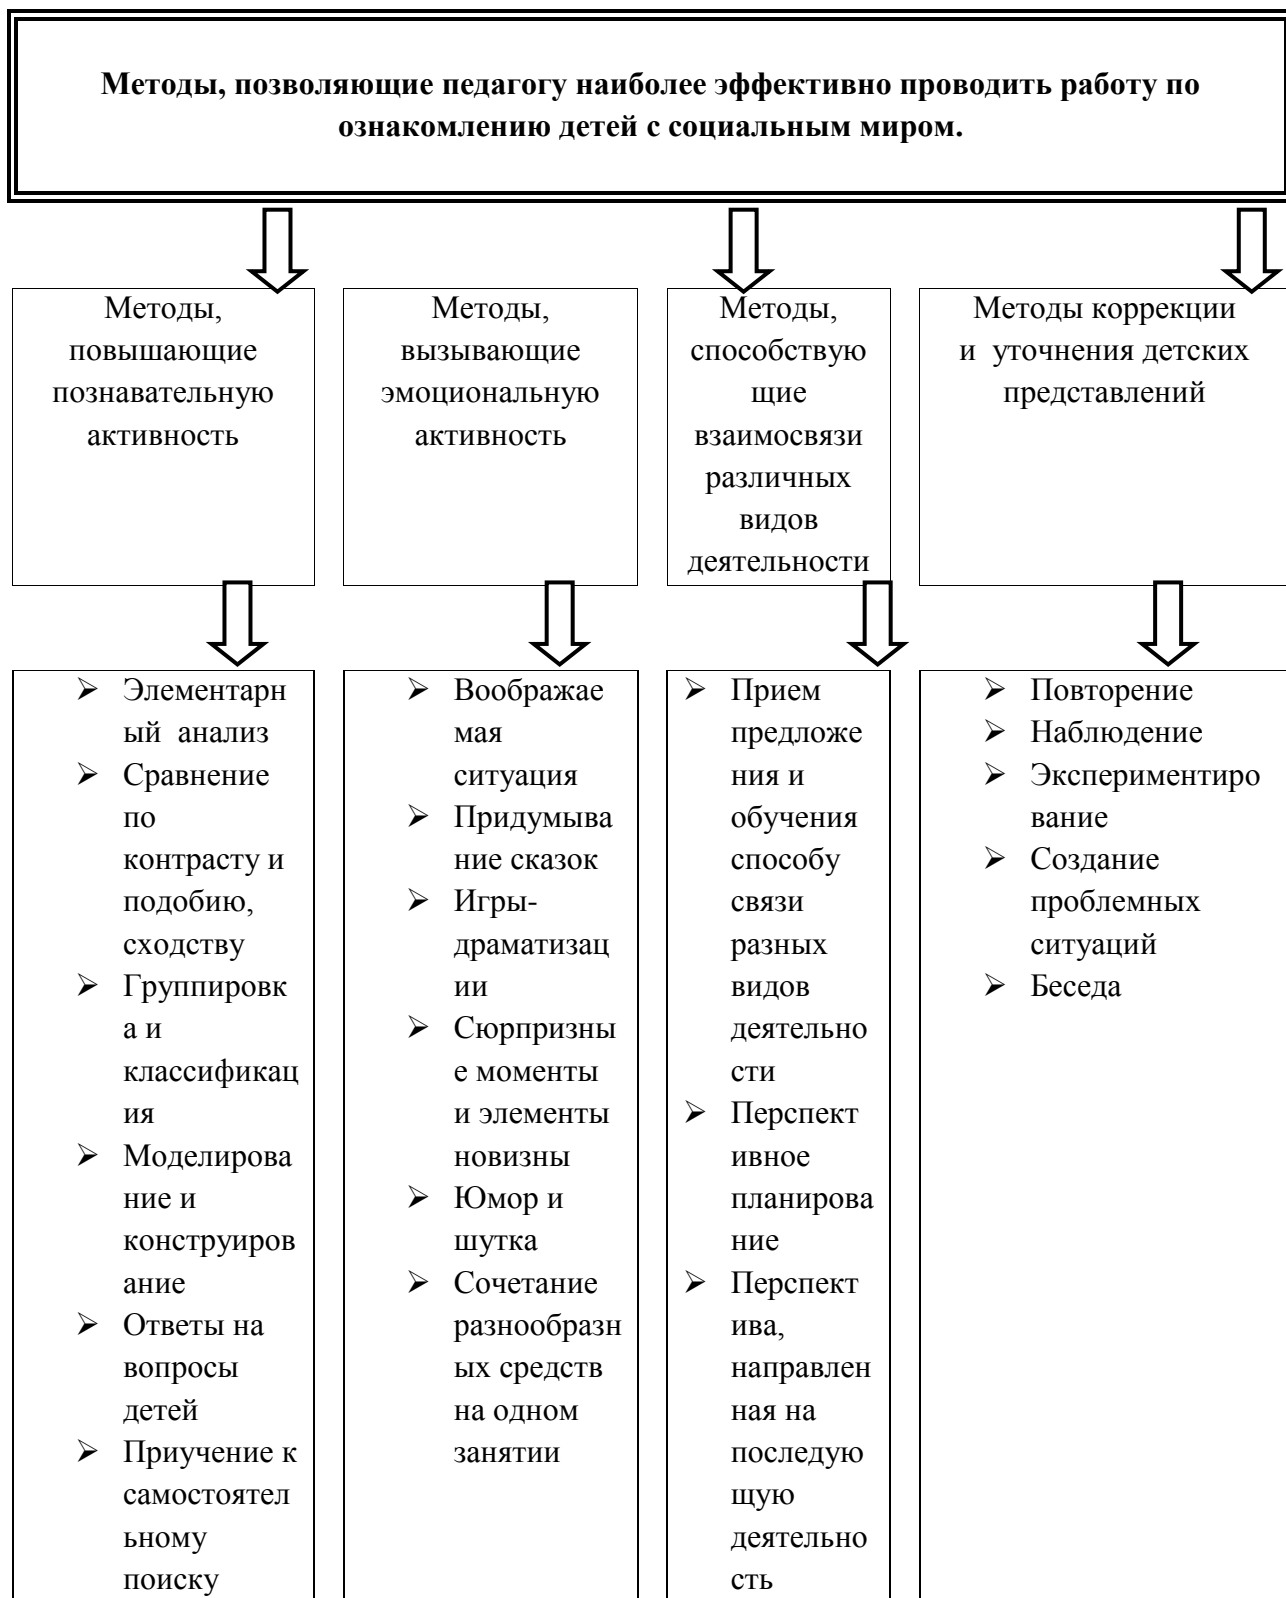 Методы, позволяющие педагогу наиболее эффективно проводить работу по
ознакомлению детей с социальным миром.
Методы,
повышающие
познавательную
активность
Методы,
вызывающие
эмоциональную
активность
Методы,
способствую
щие
взаимосвязи
различных
видов
деятельности
Методы коррекции
и уточнения детских
представлений
➢ Элементарн
ый анализ
➢ Сравнение
по
контрасту и
подобию,
сходству
➢ Группировк
а и
классификац
ия
➢ Моделирова
ние и
конструиров
ание
➢ Ответы на
вопросы
детей
➢ Приучение к
самостоятел
ьному
поиску
➢ Воображае
мая
ситуация
➢ Придумыва
ние сказок
➢ Игры-
драматизац
ии
➢ Сюрпризны
е моменты
и элементы
новизны
➢ Юмор и
шутка
➢ Сочетание
разнообразн
ых средств
на одном
занятии
➢ Прием
предложе
ния и
обучения
способу
связи
разных
видов
деятельно
сти
➢ Перспект
ивное
планирова
ние
➢ Перспект
ива,
направлен
ная на
последую
щую
деятельно
сть
➢ Повторение
➢ Наблюдение
➢ Экспериментиро
вание
➢ Создание
проблемных
ситуаций
➢ Беседа